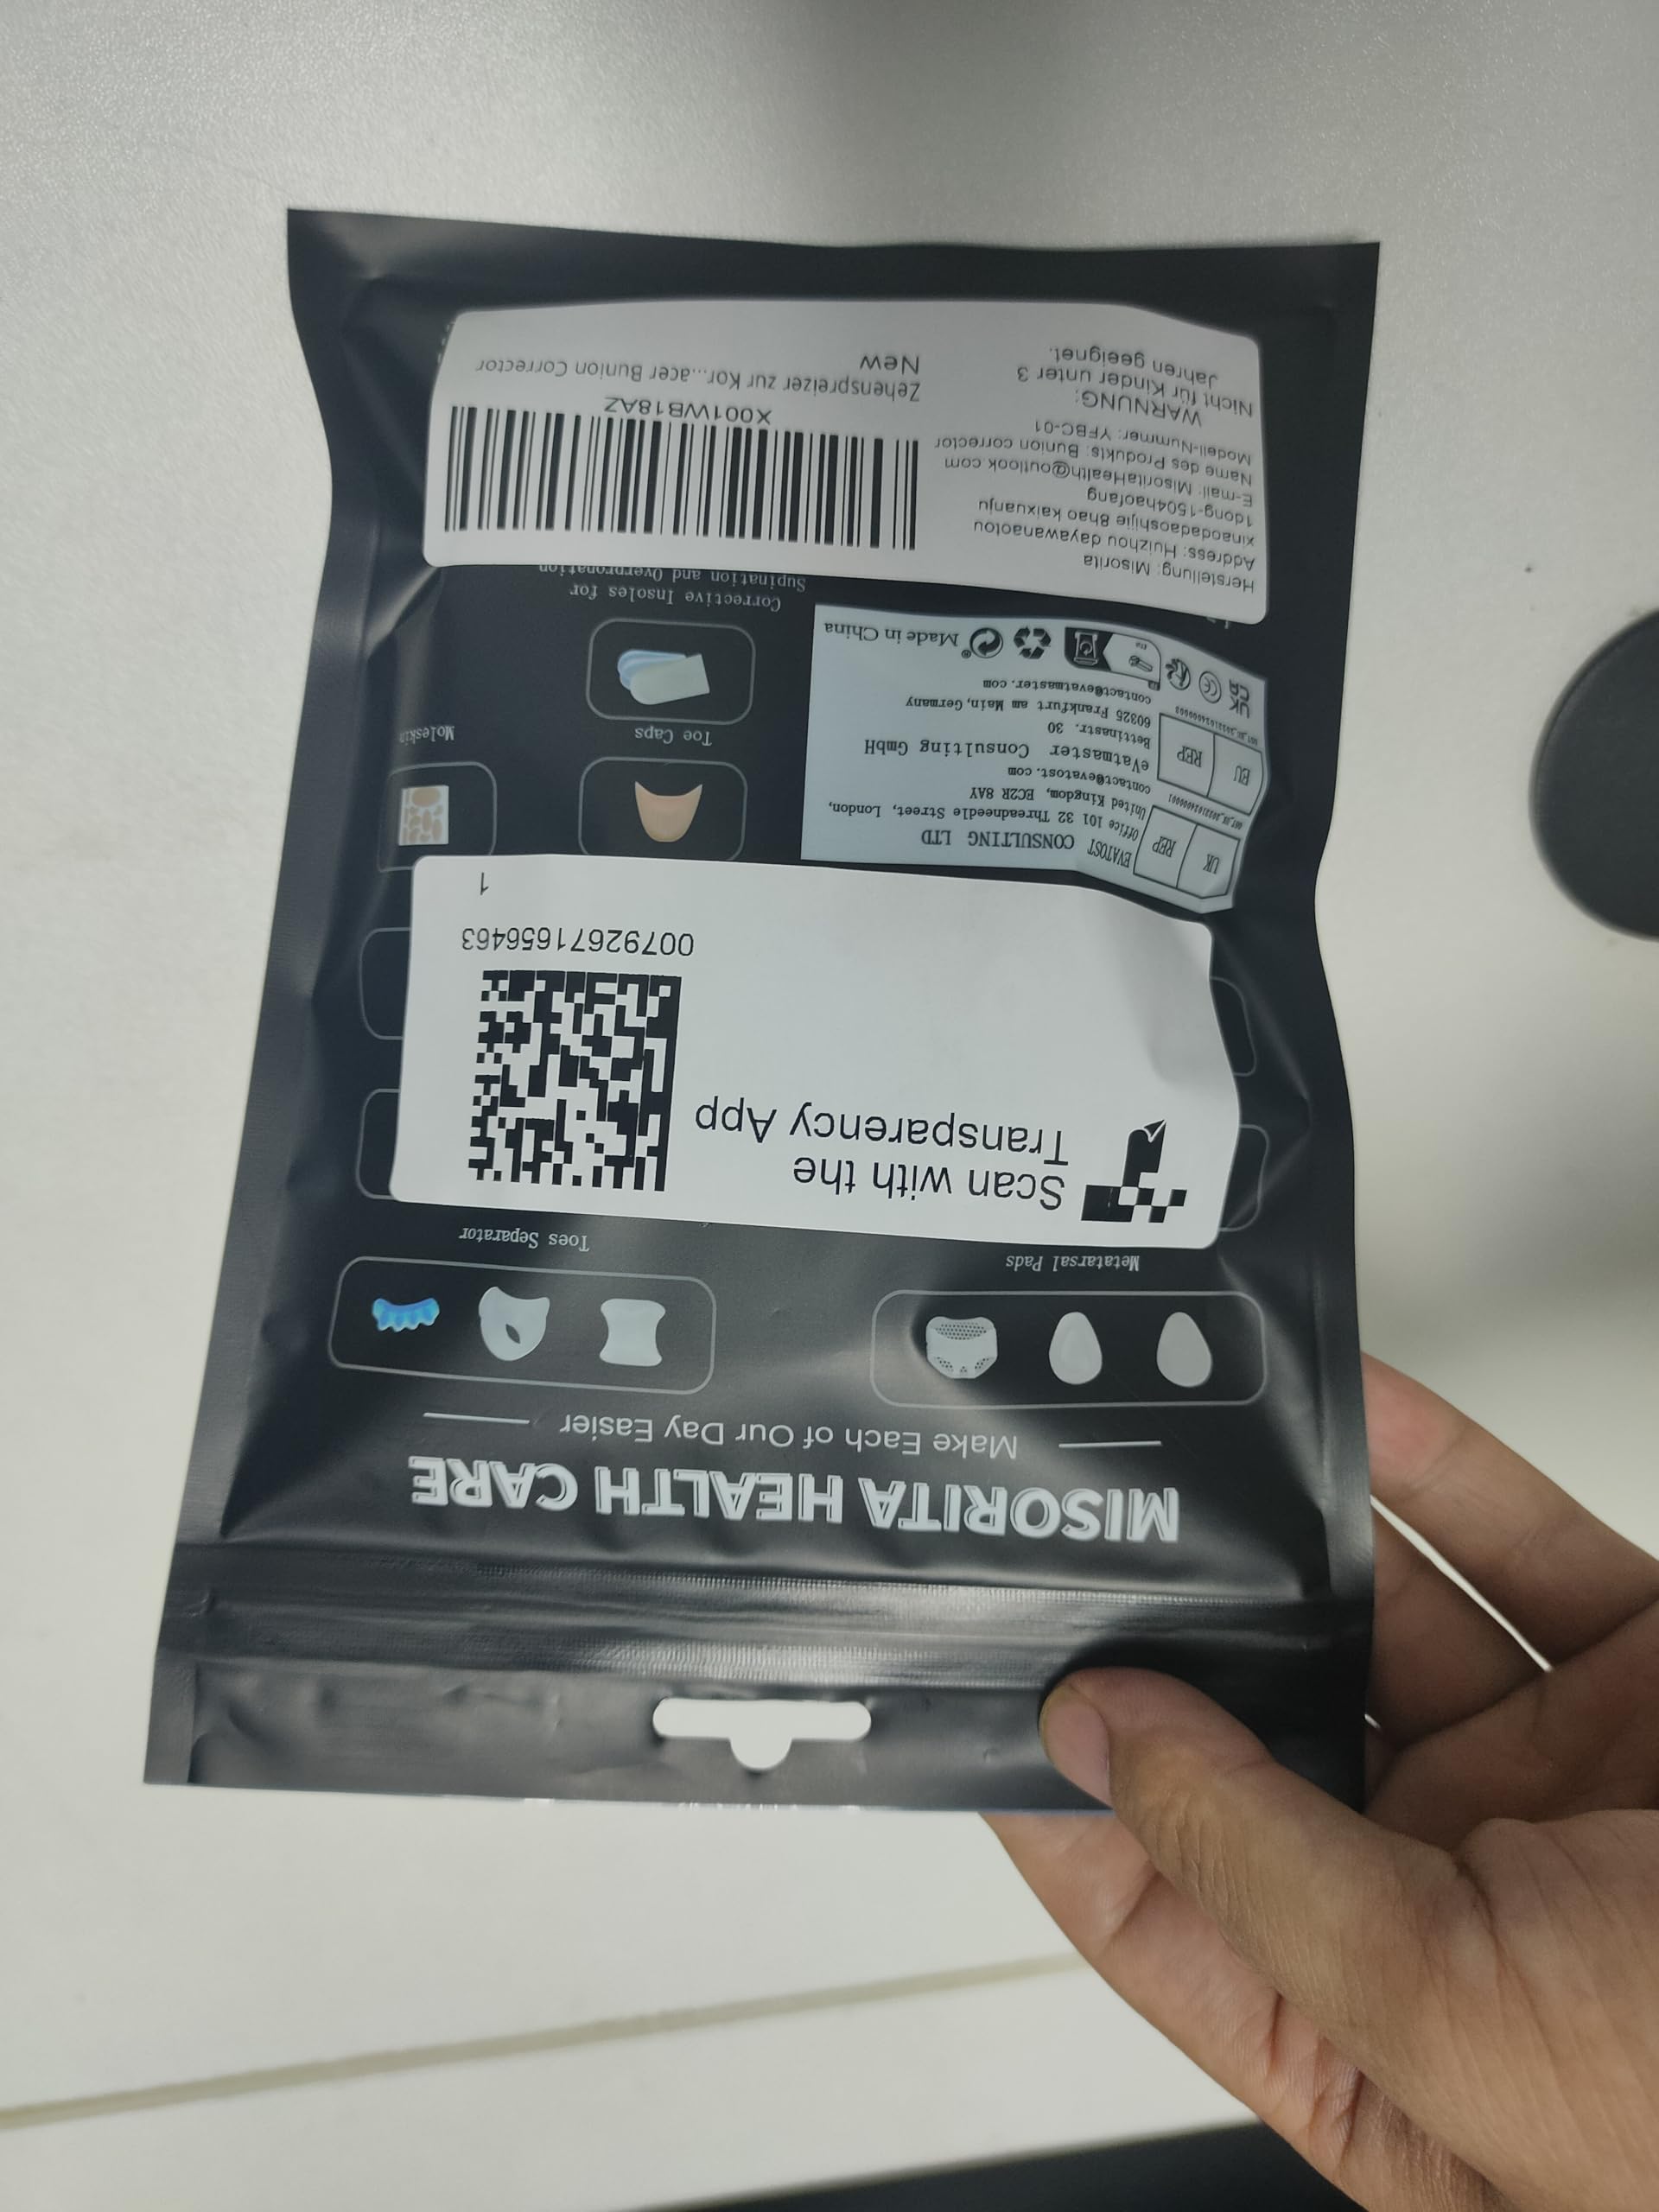 MISORITA HEALTH CARE
Make Each of Our Day Easier
Metatarsal Pads
Toes Separator
Scan with the
Transparency App
00792671656463
1
UK
REP
EVATOST CONSULTING LTD
Office 101 32 Threadneedle Street, London,
United Kingdom, EC2R 8AY
contact@evatost.com
EU
REP
eVatmaster Consulting GmbH
Bettinastr. 30
60325 Frankfurt am Main, Germany
contact@evatmaster.com
UK
CA
CE
Made in China
Toe Caps
Moleskin
Corrective Insoles for
Supination and Overpronation
Herstellung: Misorita
Address: Huizhou dayawanaotou
xinaodadaoshijie 8hao kaixuanju
1dong-1504haofang
E-mail: MisoritaHealth@outlook.com
Name des Produkts: Bunion corrector
Modell-Nummer: YFBC-01
WARNUNG:
Nicht für Kinder unter 3
Jahren geeignet.
X001WB18AZ
Zehenspreizer zur Kor...acer Bunion Corrector
New